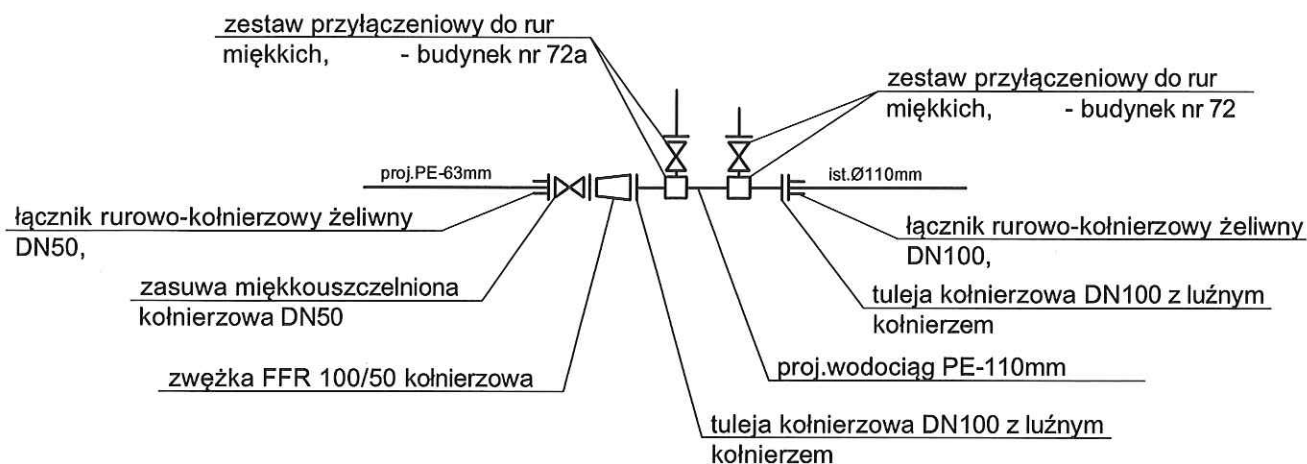 zestaw przyłączeniowy do rur
miękkich, - budynek nr 72a
zestaw przyłączeniowy do rur
miękkich, - budynek nr 72
proj.PE-63mm
ist.Ø110mm
łącznik rurowo-kołnierzowy żeliwny
DN50,
łącznik rurowo-kołnierzowy żeliwny
DN100,
zasuwa miękkouszczelniona
kołnierzowa DN50
tuleja kołnierzowa DN100 z luźnym
kołnierzem
zwężka FFR 100/50 kołnierzowa
proj.wodociąg PE-110mm
tuleja kołnierzowa DN100 z luźnym
kołnierzem